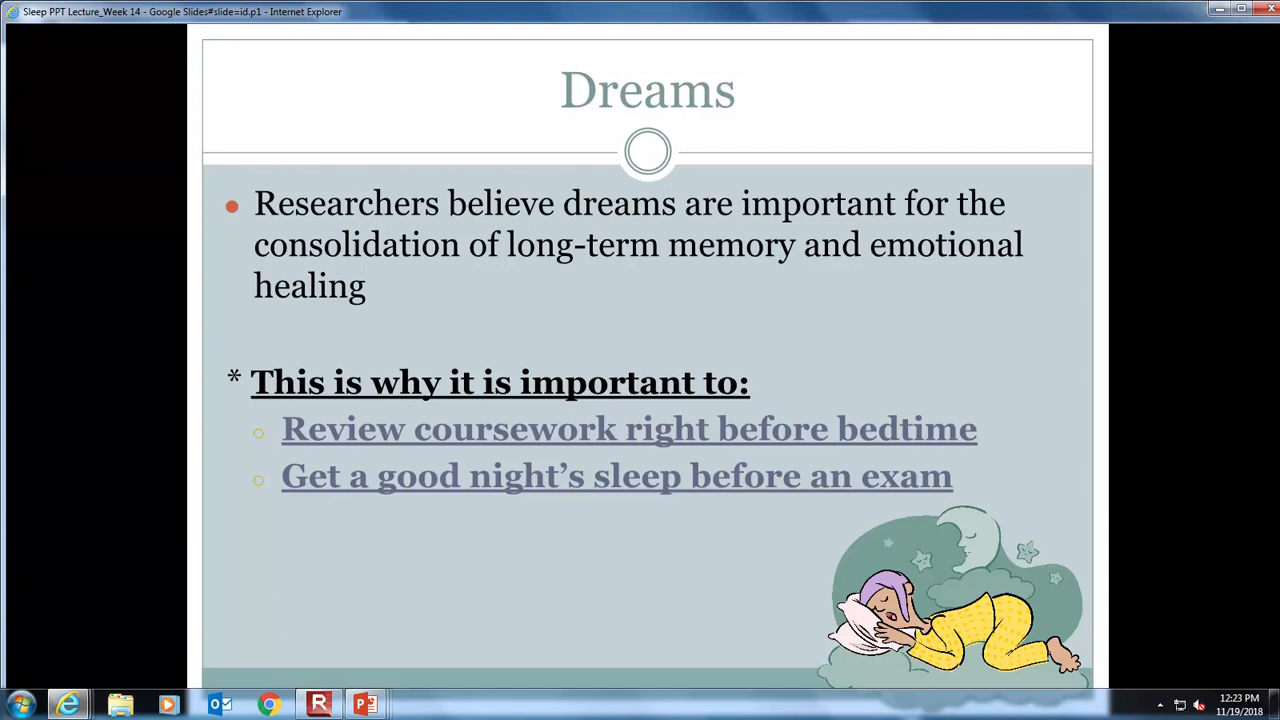 Sleep PPT Lecture_Week 14 - Google Slides#slide=id.p1 - Internet Explorer
Dreams
Researchers believe dreams are important for the
consolidation of long-term memory and emotional
healing
* This is why it is important to:
Review coursework right before bedtime
Get a good night’s sleep before an exam
12:23 PM
11/19/2018